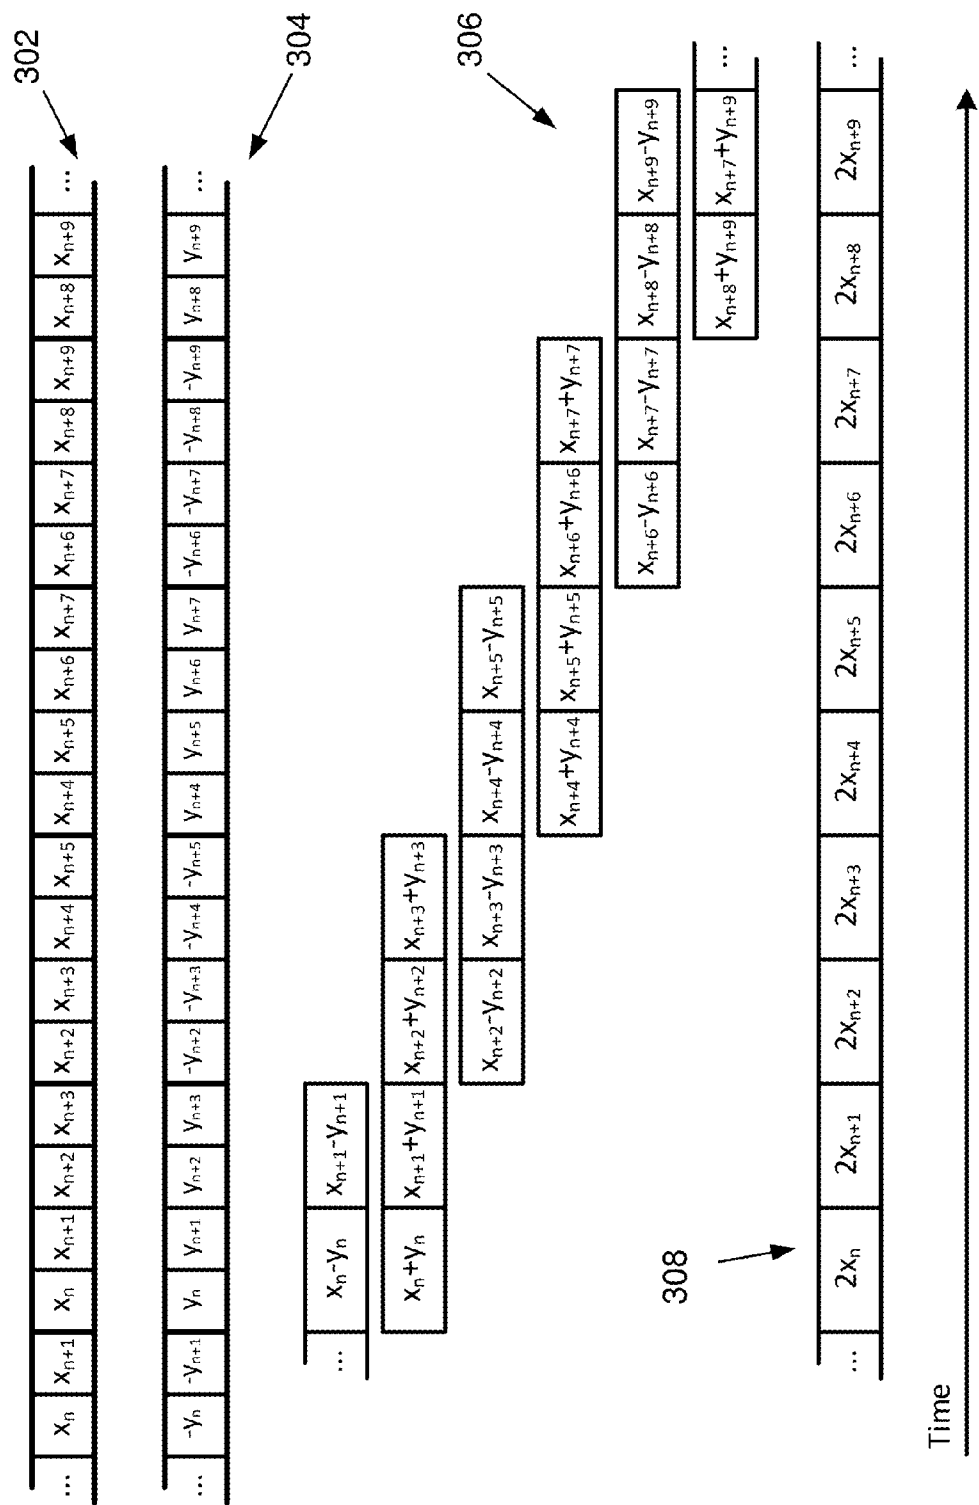 302
... xₙ xₙ₊₁ xₙ xₙ₊₁ xₙ₊₂ xₙ₊₃ xₙ₊₂ xₙ₊₃ xₙ₊₄ xₙ₊₅ xₙ₊₄ xₙ₊₅ xₙ₊₆ xₙ₊₇ xₙ₊₆ xₙ₊₇ xₙ₊₈ xₙ₊₉ xₙ₊₈ xₙ₊₉ ...
304
... -yₙ -yₙ₊₁ yₙ yₙ₊₁ yₙ₊₂ yₙ₊₃ -yₙ₊₂ -yₙ₊₃ -yₙ₊₄ -yₙ₊₅ yₙ₊₄ yₙ₊₅ yₙ₊₆ yₙ₊₇ -yₙ₊₆ -yₙ₊₇ -yₙ₊₈ -yₙ₊₉ yₙ₊₈ yₙ₊₉ ...
... xₙ-yₙ xₙ₊₁-yₙ₊₁
xₙ+yₙ xₙ₊₁+yₙ₊₁ xₙ₊₂+yₙ₊₂ xₙ₊₃+yₙ₊₃
306
xₙ₊₂-yₙ₊₂ xₙ₊₃-yₙ₊₃ xₙ₊₄-yₙ₊₄ xₙ₊₅-yₙ₊₅
xₙ₊₄+yₙ₊₄ xₙ₊₅+yₙ₊₅ xₙ₊₆+yₙ₊₆ xₙ₊₇+yₙ₊₇
xₙ₊₆-yₙ₊₆ xₙ₊₇-yₙ₊₇ xₙ₊₈-yₙ₊₈ xₙ₊₉-yₙ₊₉
xₙ₊₈+yₙ₊₉ xₙ₊₇+yₙ₊₉ ...
308
... 2xₙ 2xₙ₊₁ 2xₙ₊₂ 2xₙ₊₃ 2xₙ₊₄ 2xₙ₊₅ 2xₙ₊₆ 2xₙ₊₇ 2xₙ₊₈ 2xₙ₊₉ ...
Time